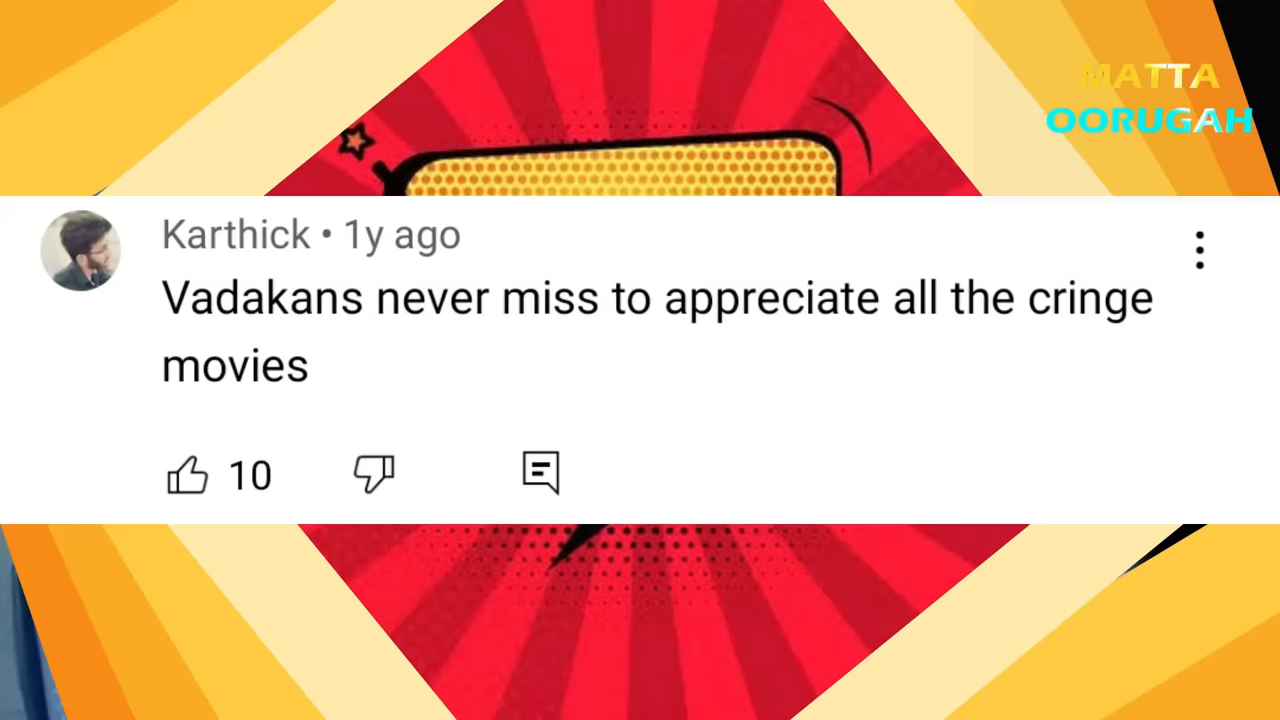 MATTA
OORUGAH
Karthick • 1y ago
Vadakans never miss to appreciate all the cringe
movies
10